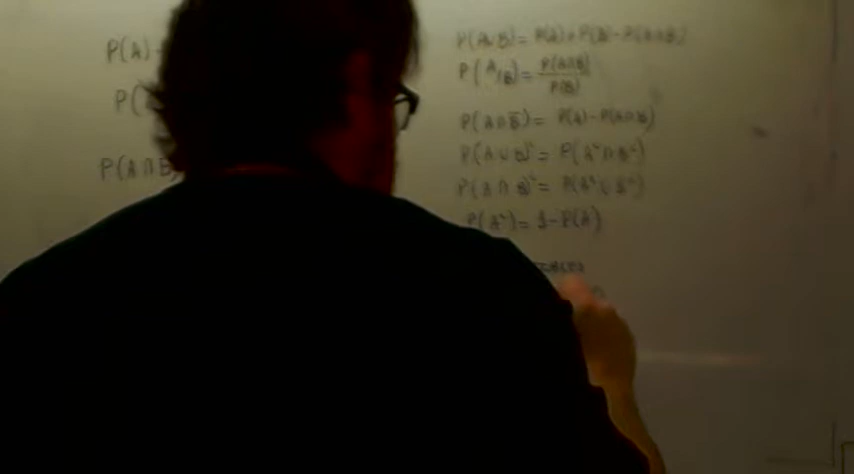 P(A)
P(
P(A∩B)
P(A∪B) = P(A) + P(B) - P(A∩B)
P(A/B) = P(A∩B) / P(B)
P(A∩B̅) = P(A) - P(A∩B)
P(A∪B)ᶜ = P(Aᶜ∩Bᶜ)
P(A∩B)ᶜ = P(Aᶜ∪Bᶜ)
P(Aᶜ) = 1 - P(A)